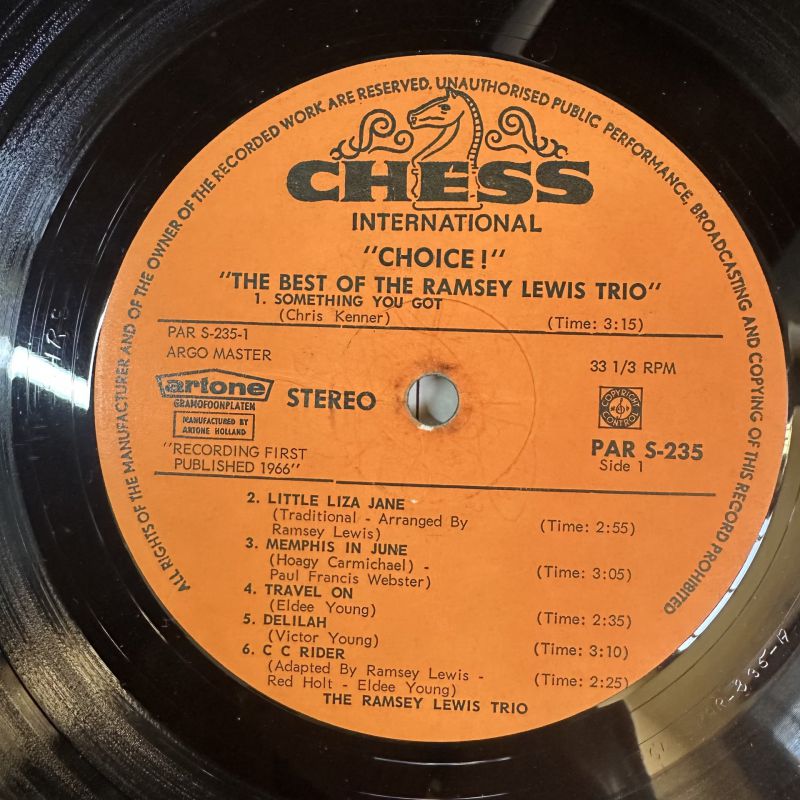 ALL RIGHTS OF THE MANUFACTURER AND OF THE OWNER OF THE RECORDED WORK ARE RESERVED. UNAUTHORISED PUBLIC PERFORMANCE, BROADCASTING AND COPYING OF THIS RECORD PROHIBITED
CHESS
INTERNATIONAL
"CHOICE!"
"THE BEST OF THE RAMSEY LEWIS TRIO"
1. SOMETHING YOU GOT
(Chris Kenner) (Time: 3:15)
PAR S-235-1
ARGO MASTER 33 1/3 RPM
artone
GRAMOFOONPLATEN
STEREO
COPYRIGHT
CONTROL
MANUFACTURED BY
ARTONE HOLLAND
"RECORDING FIRST
PUBLISHED 1966"
PAR S-235
Side 1
2. LITTLE LIZA JANE
(Traditional - Arranged By (Time: 2:55)
Ramsey Lewis)
3. MEMPHIS IN JUNE
(Hoagy Carmichael) - (Time: 3:05)
Paul Francis Webster)
4. TRAVEL ON
(Eldee Young) (Time: 2:35)
5. DELILAH
(Victor Young) (Time: 3:10)
6. C C RIDER
(Adapted By Ramsey Lewis - (Time: 2:25)
Red Holt - Eldee Young)
THE RAMSEY LEWIS TRIO